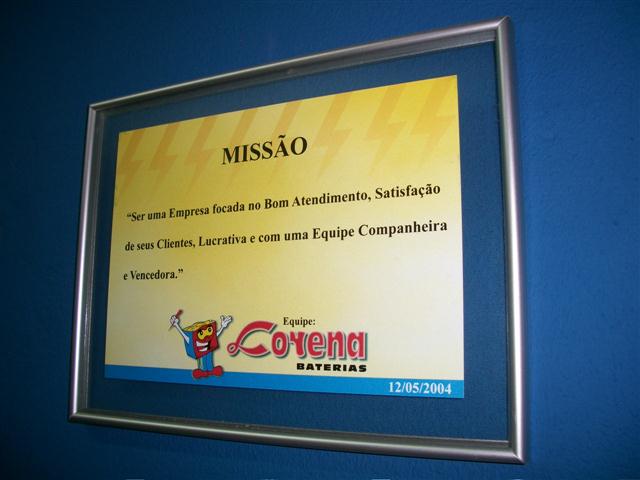 MISSÃO
“Ser uma Empresa focada no Bom Atendimento, Satisfação
de seus Clientes, Lucrativa e com uma Equipe Companheira
e Vencedora.”
Equipe:
Lorena
BATERIAS
12/05/2004